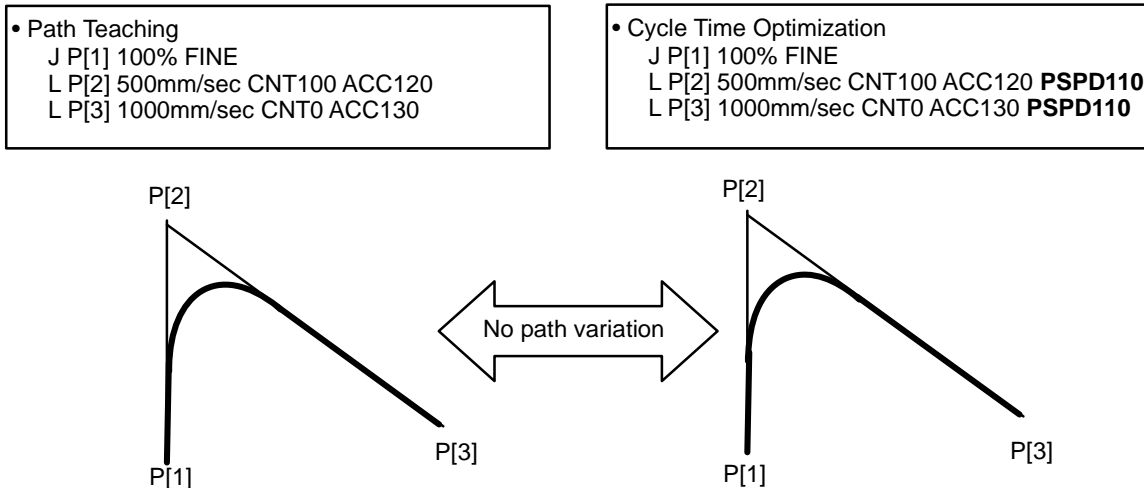 • Path Teaching
J P[1] 100% FINE
L P[2] 500mm/sec CNT100 ACC120
L P[3] 1000mm/sec CNT0 ACC130
• Cycle Time Optimization
J P[1] 100% FINE
L P[2] 500mm/sec CNT100 ACC120 PSPD110
L P[3] 1000mm/sec CNT0 ACC130 PSPD110
P[2]
P[3]
P[1]
No path variation
P[2]
P[3]
P[1]